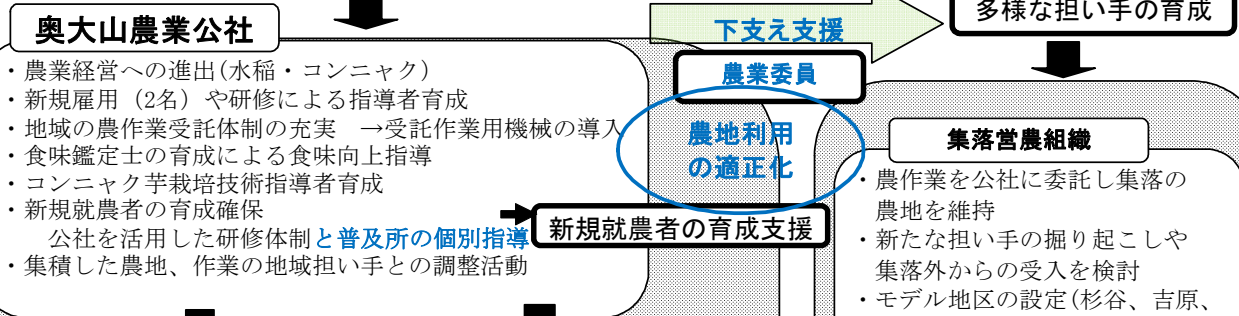 奥大山農業公社
・農業経営への進出(水稲・コンニャク)
・新規雇用（2名）や研修による指導者育成
・地域の農作業受託体制の充実　→受託作業用機械の導入
・食味鑑定士の育成による食味向上指導
・コンニャク芋栽培技術指導者育成
・新規就農者の育成確保
公社を活用した研修体制と普及所の個別指導
・集積した農地、作業の地域担い手との調整活動
下支え支援
農業委員
農地利用
の適正化
新規就農者の育成支援
多様な担い手の育成
集落営農組織
・農作業を公社に委託し集落の
農地を維持
・新たな担い手の掘り起こしや
集落外からの受入を検討
・モデル地区の設定(杉谷、吉原、